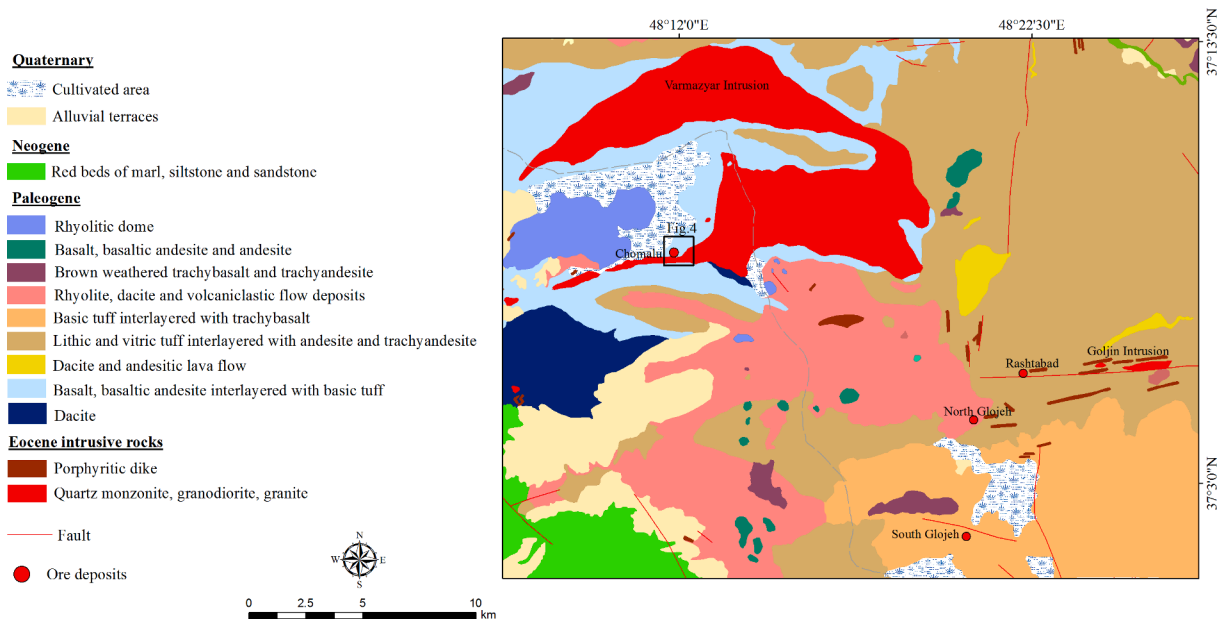 Quaternary
Cultivated area
Alluvial terraces
Neogene
Red beds of marl, siltstone and sandstone
Paleogene
Rhyolitic dome
Basalt, basaltic andesite and andesite
Brown weathered trachybasalt and trachyandesite
Rhyolite, dacite and volcaniclastic flow deposits
Basic tuff interlayered with trachybasalt
Lithic and vitric tuff interlayered with andesite and trachyandesite
Dacite and andesitic lava flow
Basalt, basaltic andesite interlayered with basic tuff
Dacite
Eocene intrusive rocks
Porphyritic dike
Quartz monzonite, granodiorite, granite
Fault
Ore deposits
N
W
E
S
0 2.5 5 10
km
48°12'0"E
48°22'30"E
37°13'30"N
37°3'0"N
Varmazyar Intrusion
Fig.4
Chomalu
Rashtabad
Goljin Intrusion
North Glojeh
South Glojeh